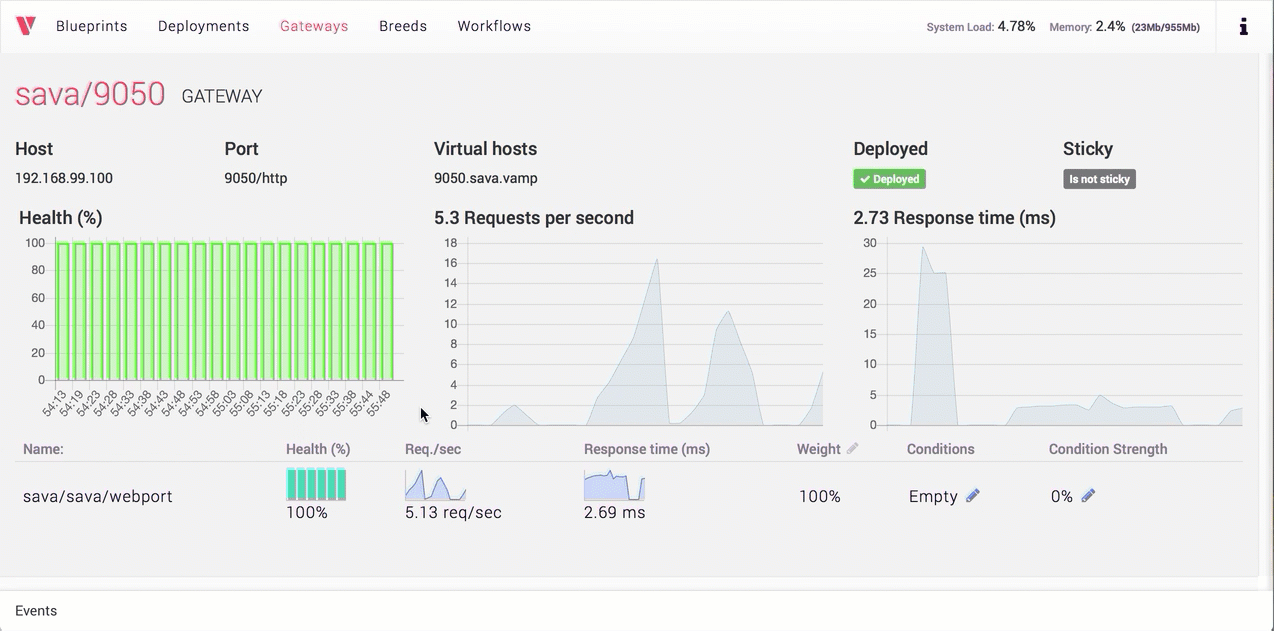 Blueprints Deployments Gateways Breeds Workflows System Load: 4.78% Memory: 2.4% (23Mb/955Mb)
sava/9050 GATEWAY
Host Port Virtual hosts Deployed Sticky
192.168.99.100 9050/http 9050.sava.vamp Deployed Is not sticky
Health (%) 5.3 Requests per second 2.73 Response time (ms)
100
80
60
40
20
0
54:13 54:19 54:23 54:28 54:33 54:38 54:43 54:48 54:53 54:58 55:03 55:08 55:13 55:18 55:23 55:28 55:33 55:38 55:44 55:48
18
16
14
12
10
8
6
4
2
0
30
25
20
15
10
5
0
Name: Health (%) Req./sec Response time (ms) Weight Conditions Condition Strength
sava/sava/webport 100% Empty 0%
100% 5.13 req/sec 2.69 ms
Events